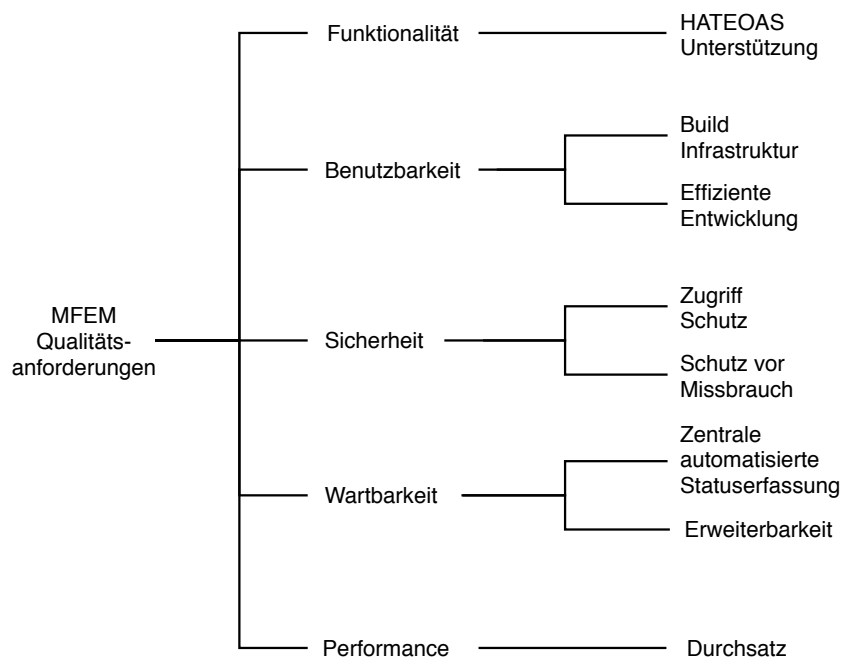 MFEM
Qualitäts-
anforderungen
Funktionalität
HATEOAS
Unterstützung
Benutzbarkeit
Build
Infrastruktur
Effiziente
Entwicklung
Sicherheit
Zugriff
Schutz
Schutz vor
Missbrauch
Wartbarkeit
Zentrale
automatisierte
Statuserfassung
Erweiterbarkeit
Performance
Durchsatz